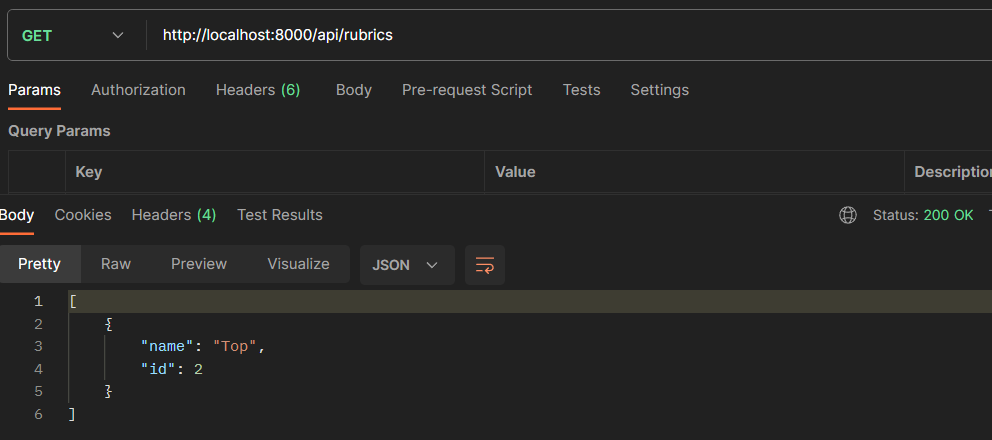 GET http://localhost:8000/api/rubrics
Params Authorization Headers (6) Body Pre-request Script Tests Settings
Query Params
Key Value Description
Body Cookies Headers (4) Test Results Status: 200 OK
Pretty Raw Preview Visualize JSON
1 [
2 {
3 "name": "Top",
4 "id": 2
5 }
6 ]